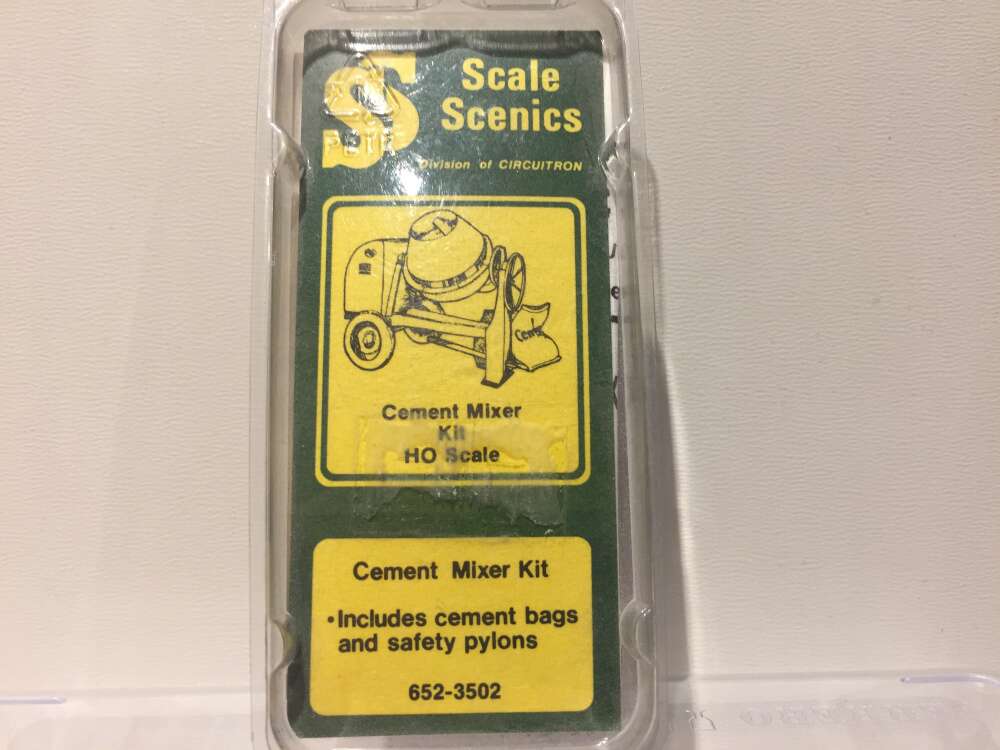 Scale
Scenics
Division of CIRCUITRON
Cement Mixer
Kit
HO Scale
Cement Mixer Kit
•Includes cement bags
and safety pylons
652-3502